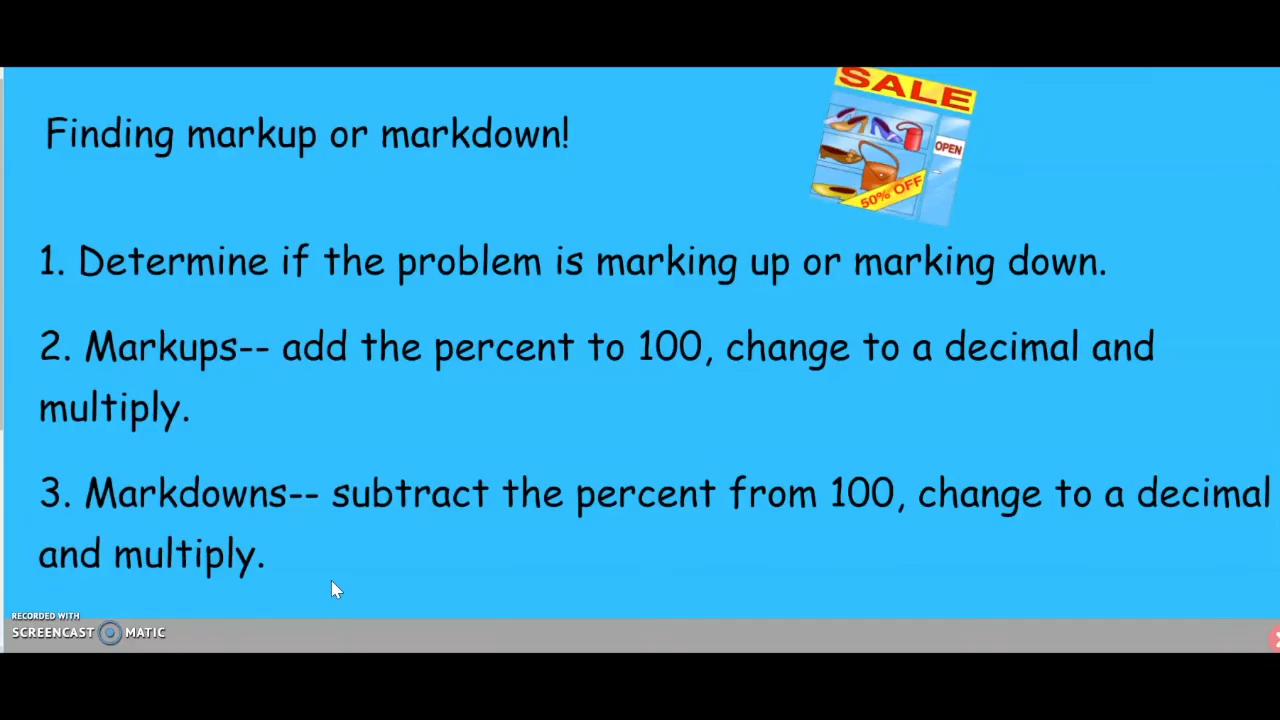 SALE
Finding markup or markdown!
OPEN
50% OFF
1. Determine if the problem is marking up or marking down.
2. Markups-- add the percent to 100, change to a decimal and
multiply.
3. Markdowns-- subtract the percent from 100, change to a decimal
and multiply.
RECORDED WITH
SCREENCAST MATIC